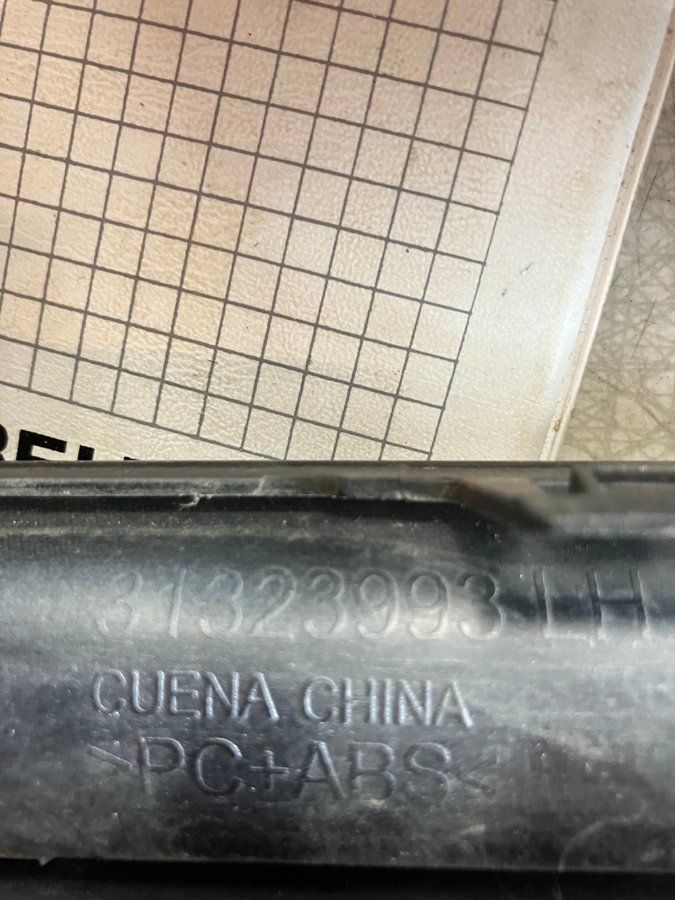 31323993 LH
CUENA CHINA
>PC+ABS<